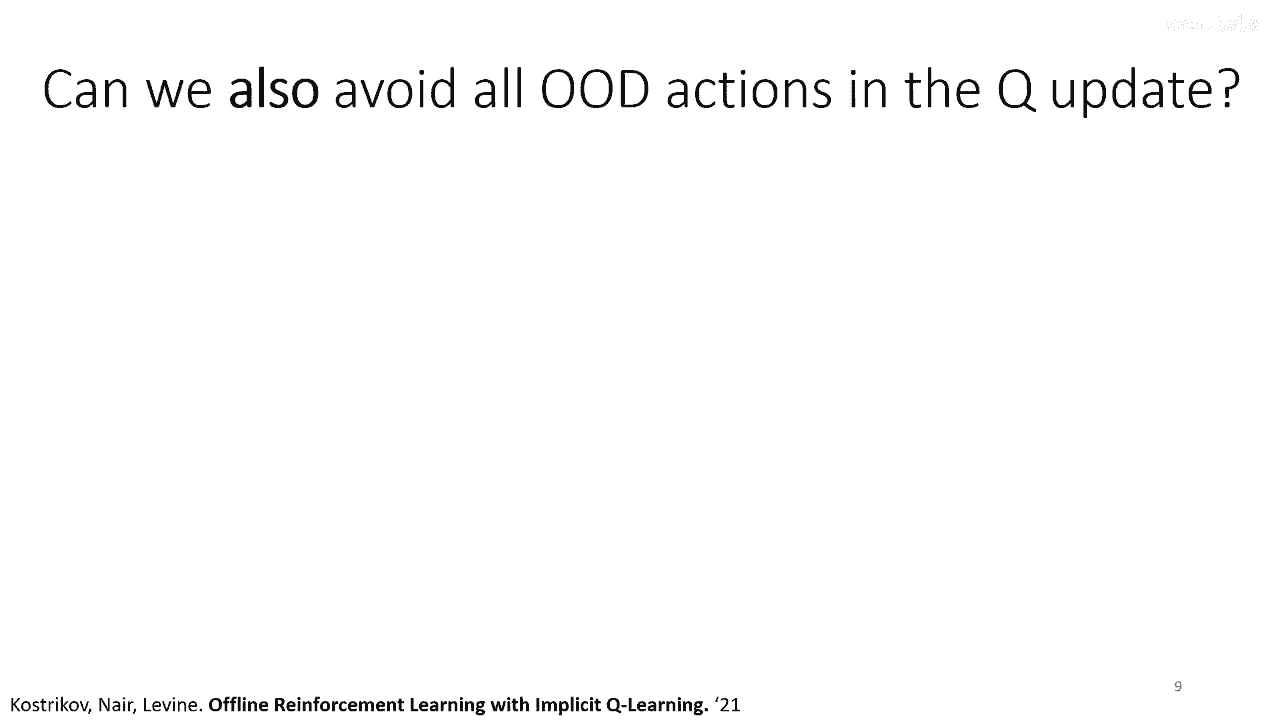 Can we also avoid all OOD actions in the Q update?
9
Kostrikov, Nair, Levine. Offline Reinforcement Learning with Implicit Q-Learning. ‘21